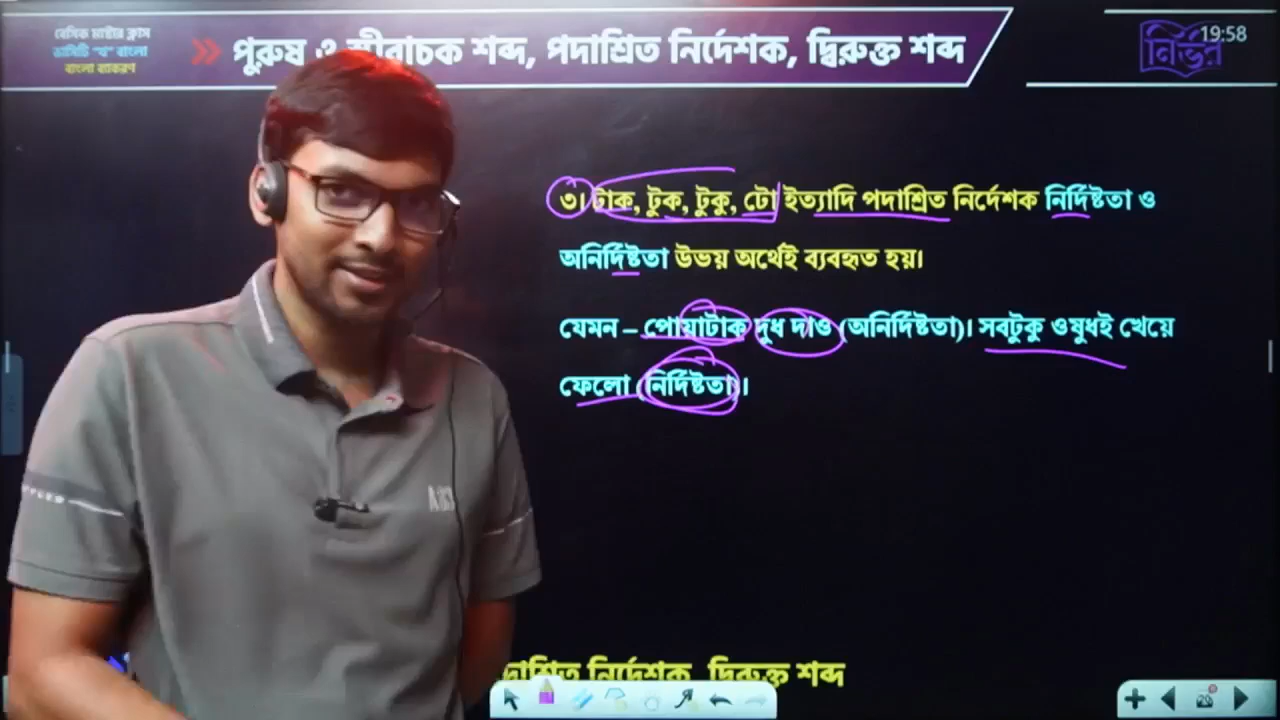 বেসিক মাস্টার ক্লাস
ভার্সিটি "খ" বাংলা
বাংলা ব্যাকরণ
পুরুষ ও স্ত্রীবাচক শব্দ, পদাশ্রিত নির্দেশক, দ্বিরুক্ত শব্দ
নির্ভর
19:58
৩। টাক, টুক, টুকু, টো ইত্যাদি পদাশ্রিত নির্দেশক নির্দিষ্টতা ও
অনির্দিষ্টতা উভয় অর্থেই ব্যবহৃত হয়।
যেমন – পোয়াটাক দুধ দাও (অনির্দিষ্টতা)। সবটুকু ওষুধই খেয়ে
ফেলো (নির্দিষ্টতা)।
নির্দেশক, দ্বিরুক্ত শব্দ